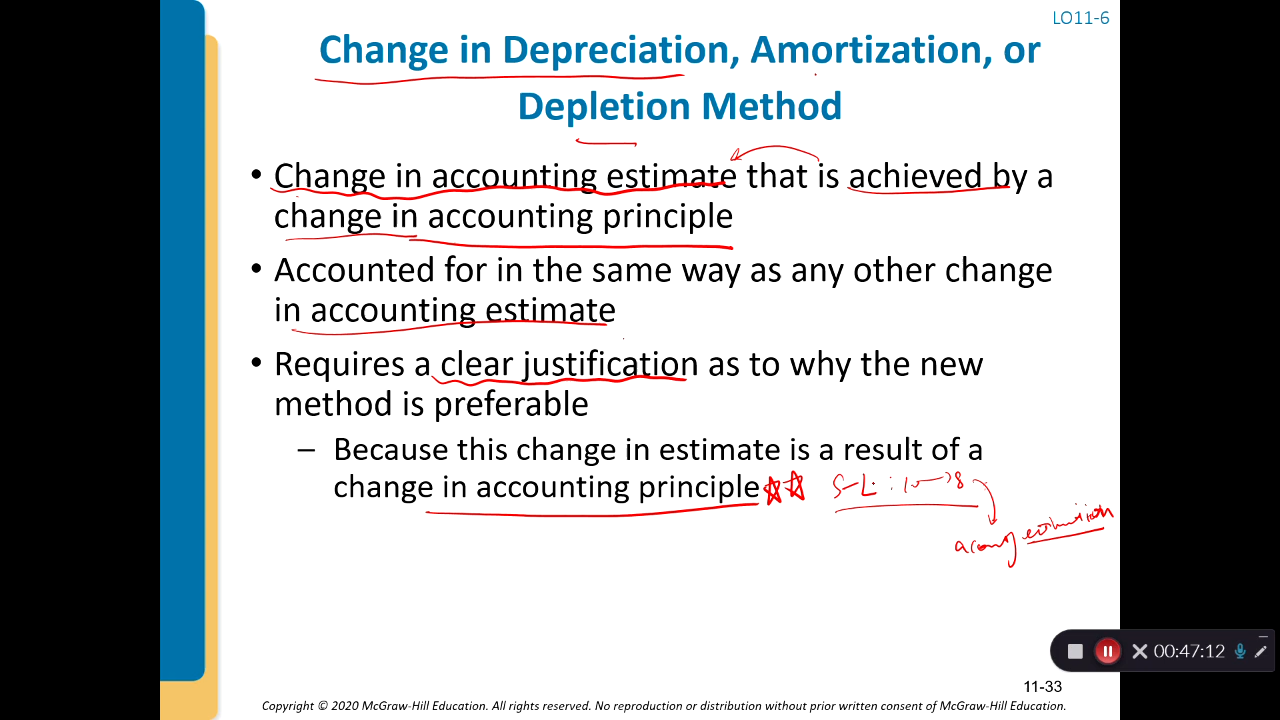 LO11-6
Change in Depreciation, Amortization, or
Depletion Method
• Change in accounting estimate that is achieved by a
change in accounting principle
• Accounted for in the same way as any other change
in accounting estimate
• Requires a clear justification as to why the new
method is preferable
– Because this change in estimate is a result of a
change in accounting principle
S-L: 10→8
estimation
00:47:12
11-33
Copyright © 2020 McGraw-Hill Education. All rights reserved. No reproduction or distribution without prior written consent of McGraw-Hill Education.